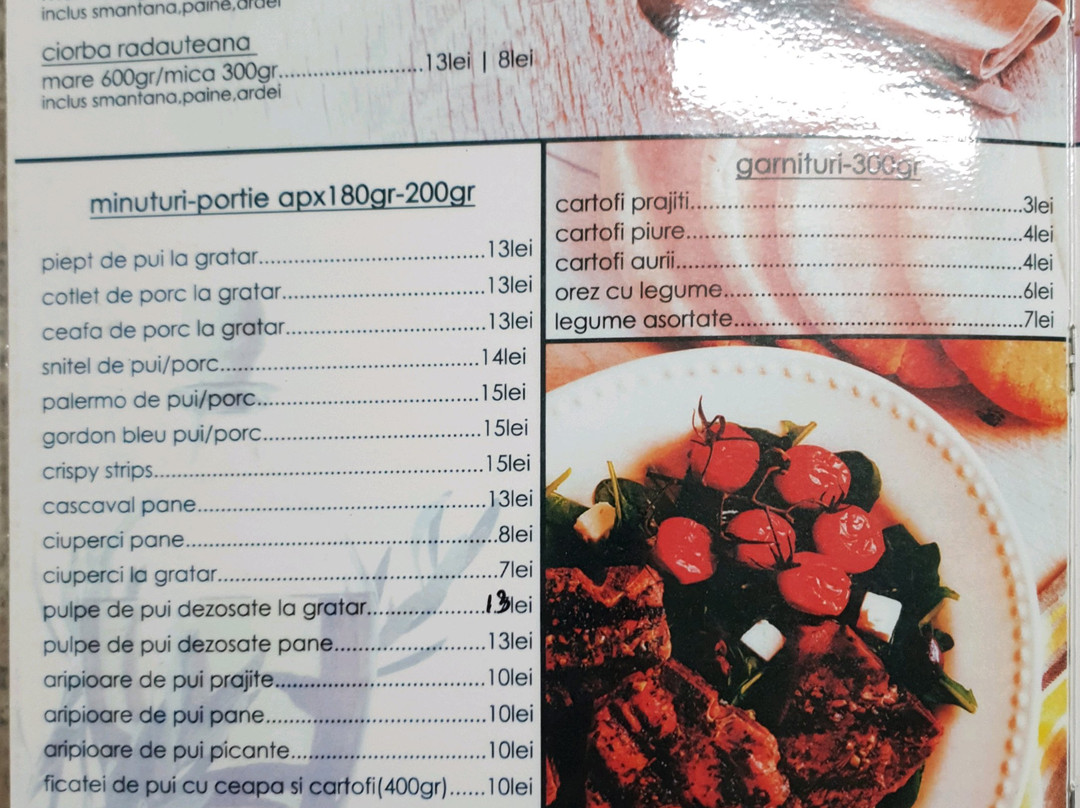 inclus smantana,paine,ardei
ciorba radauteana
mare 600gr/mica 300gr..........................13lei | 8lei
inclus smantana,paine,ardei
minuturi-portie apx180gr-200gr
piept de pui la gratar........................................13lei
cotlet de porc la gratar....................................13lei
ceafa de porc la gratar...................................13lei
snitel de pui/porc..............................................14lei
palermo de pui/porc........................................15lei
gordon bleu pui/porc.......................................15lei
crispy strips..........................................................15lei
cascaval pane..................................................13lei
ciuperci pane.....................................................8lei
ciuperci la gratar................................................7lei
pulpe de pui dezosate la gratar.....................13lei
pulpe de pui dezosate pane...........................13lei
aripioare de pui prajite.....................................10lei
aripioare de pui pane......................................10lei
aripioare de pui picante..................................10lei
ficatei de pui cu ceapa si cartofi(400gr)......10lei
garnituri-300gr
cartofi prajiti.........................................................3lei
cartofi piure..........................................................4lei
cartofi aurii............................................................4lei
orez cu legume....................................................6lei
legume asortate..................................................7lei